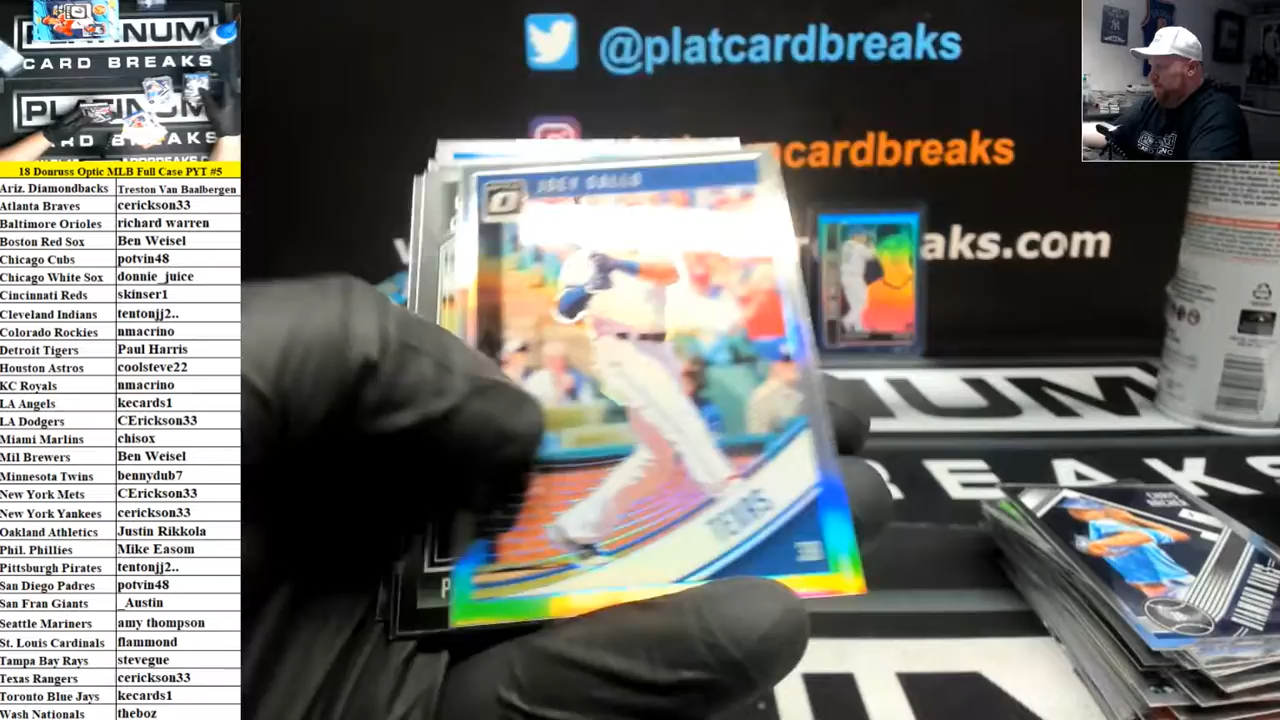 PLATINUM
CARD BREAKS
PLATINUM
18 Donruss Optic MLB Full Case PYT #5
Ariz. Diamondbacks Treston Van Baalbergen
Atlanta Braves cerickson33
Baltimore Orioles richard warren
Boston Red Sox Ben Weisel
Chicago Cubs potvin48
Chicago White Sox donnie_juice
Cincinnati Reds skinser1
Cleveland Indians tentonjj2..
Colorado Rockies nmacrino
Detroit Tigers Paul Harris
Houston Astros coolsteve22
KC Royals nmacrino
LA Angels kecards1
LA Dodgers CErickson33
Miami Marlins chisox
Mil Brewers Ben Weisel
Minnesota Twins bennydub7
New York Mets CErickson33
New York Yankees cerickson33
Oakland Athletics Justin Rikkola
Phil. Phillies Mike Easom
Pittsburgh Pirates tentonjj2..
San Diego Padres potvin48
San Fran Giants _Austin
Seattle Mariners amy thompson
St. Louis Cardinals flammond
Tampa Bay Rays stevegue
Texas Rangers cerickson33
Toronto Blue Jays kecards1
Wash Nationals theboz
@platcardbreaks
cardbreaks
aks.com
JOEY GALLO
TEXAS
UM
REAKS
CHRIS
ARCHER